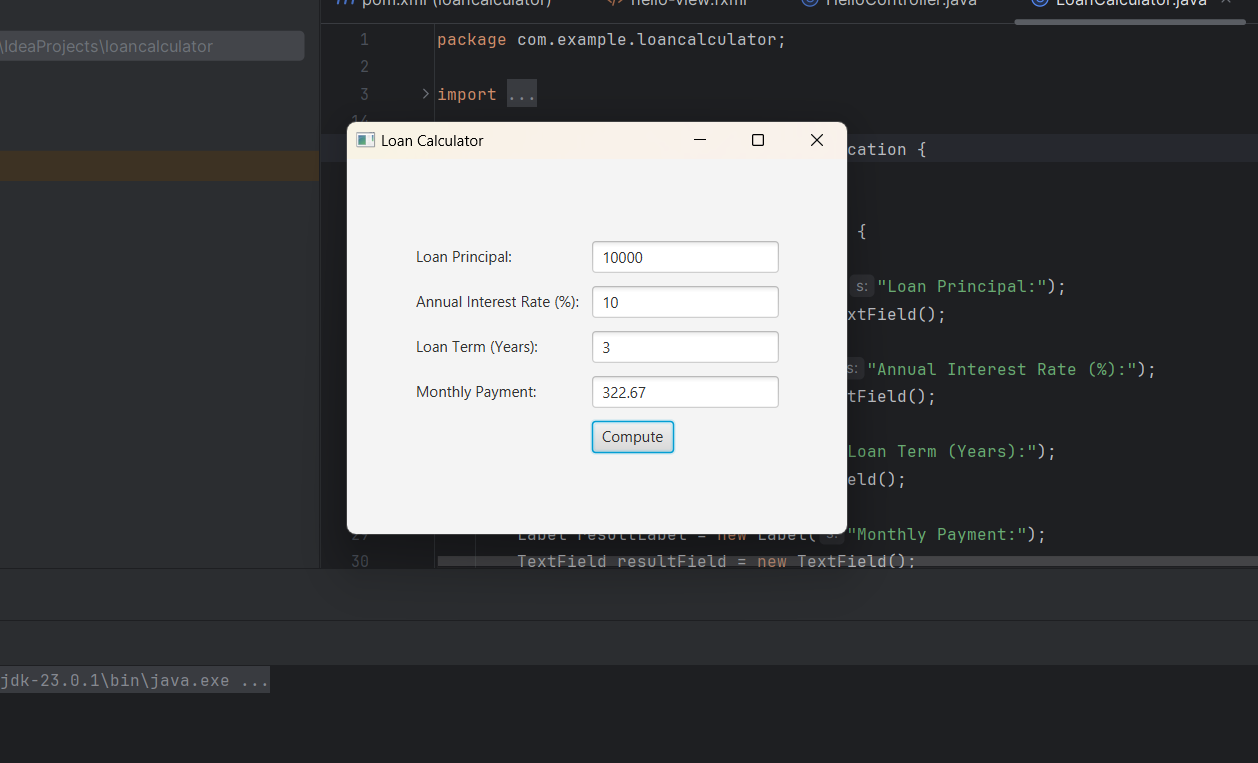 pom.xml (loancalculator)
hello-view.fxml
HelloController.java
LoanCalculator.java
\IdeaProjects\loancalculator
1 package com.example.loancalculator;
2
3 import ...
14
Loan Calculator
cation {
{
Loan Principal: 10000
s: "Loan Principal:");
Annual Interest Rate (%): 10
xtField();
Loan Term (Years): 3
s: "Annual Interest Rate (%):");
Monthly Payment: 322.67
tField();
Compute
Loan Term (Years):");
eld();
29 Label resultLabel = new Label( s: "Monthly Payment:");
30 TextField resultField = new TextField();
jdk-23.0.1\bin\java.exe ...